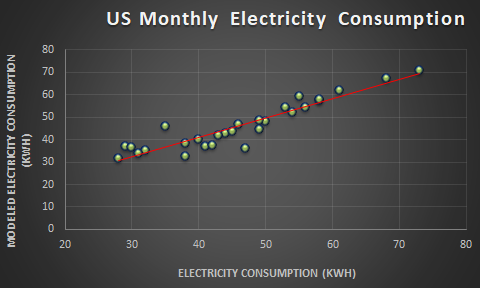 US Monthly Electricity Consumption
MODELED ELECTRICITY CONSUMPTION
(KWH)
80
70
60
50
40
30
20
10
0
20 30 40 50 60 70 80
ELECTRICITY CONSUMPTION (KWH)